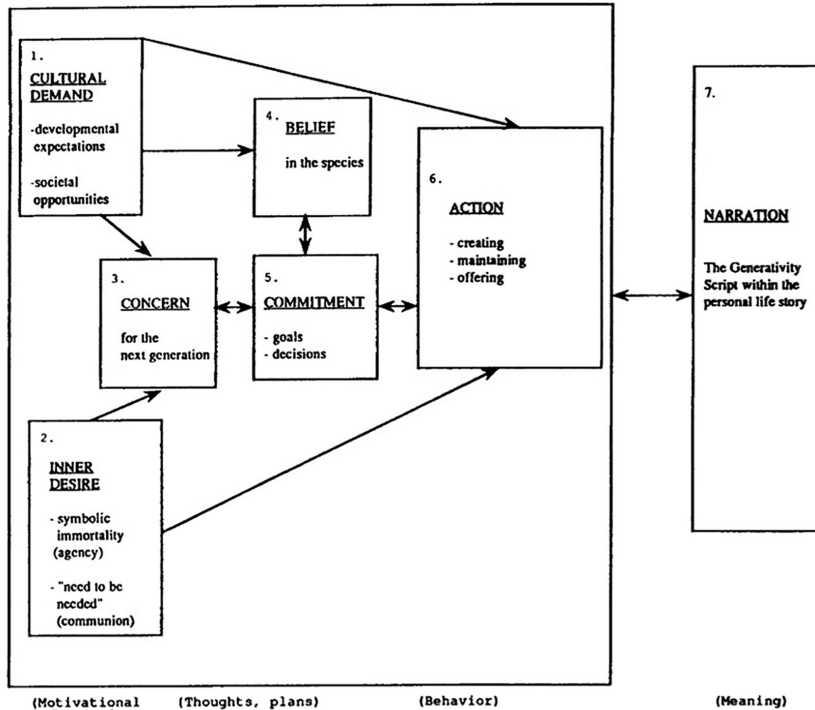 1.
CULTURAL
DEMAND
-developmental
expectations
-societal
opportunities
4.
BELIEF
in the species
3.
CONCERN
for the
next generation
5.
COMMITMENT
- goals
- decisions
6.
ACTION
- creating
- maintaining
- offering
2.
INNER
DESIRE
- symbolic
immortality
(agency)
- "need to be
needed"
(communion)
7.
NARRATION
The Generativity
Script within the
personal life story
(Motivational
(Thoughts, plans)
(Behavior)
(Meaning)